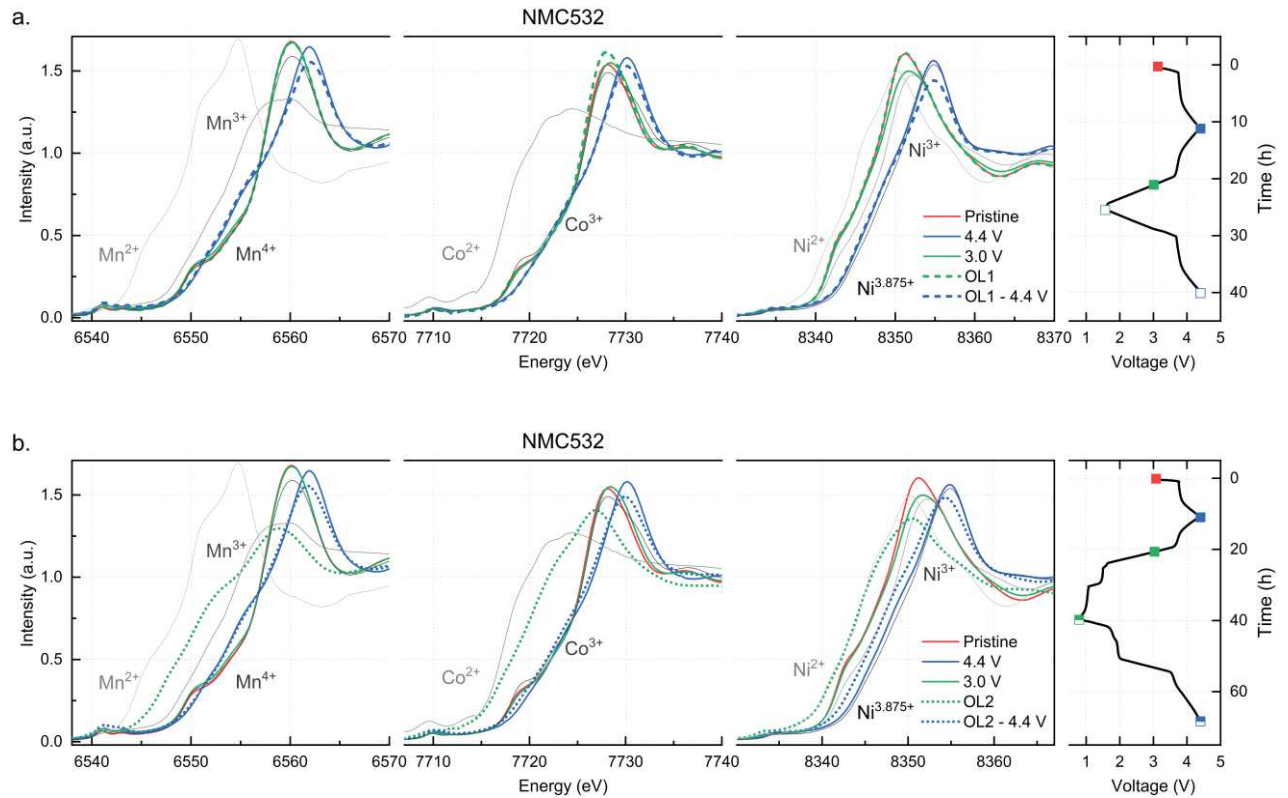 a.
NMC532
Intensity (a.u.)
1.5
1.0
0.5
0.0
Mn³⁺
Mn²⁺
Mn⁴⁺
Co²⁺
Co³⁺
Ni²⁺
Ni³⁺
Ni³·⁸⁷⁵⁺
Pristine
4.4 V
3.0 V
OL1
OL1 - 4.4 V
6540 6550 6560 6570
7710 7720 7730 7740
8340 8350 8360 8370
Energy (eV)
0
10
20
30
40
Time (h)
1 2 3 4 5
Voltage (V)
b.
NMC532
Intensity (a.u.)
1.5
1.0
0.5
0.0
Mn³⁺
Mn²⁺
Mn⁴⁺
Co²⁺
Co³⁺
Ni²⁺
Ni³⁺
Ni³·⁸⁷⁵⁺
Pristine
4.4 V
3.0 V
OL2
OL2 - 4.4 V
6540 6550 6560 6570
7710 7720 7730 7740
8340 8350 8360
Energy (eV)
0
20
40
60
Time (h)
1 2 3 4 5
Voltage (V)